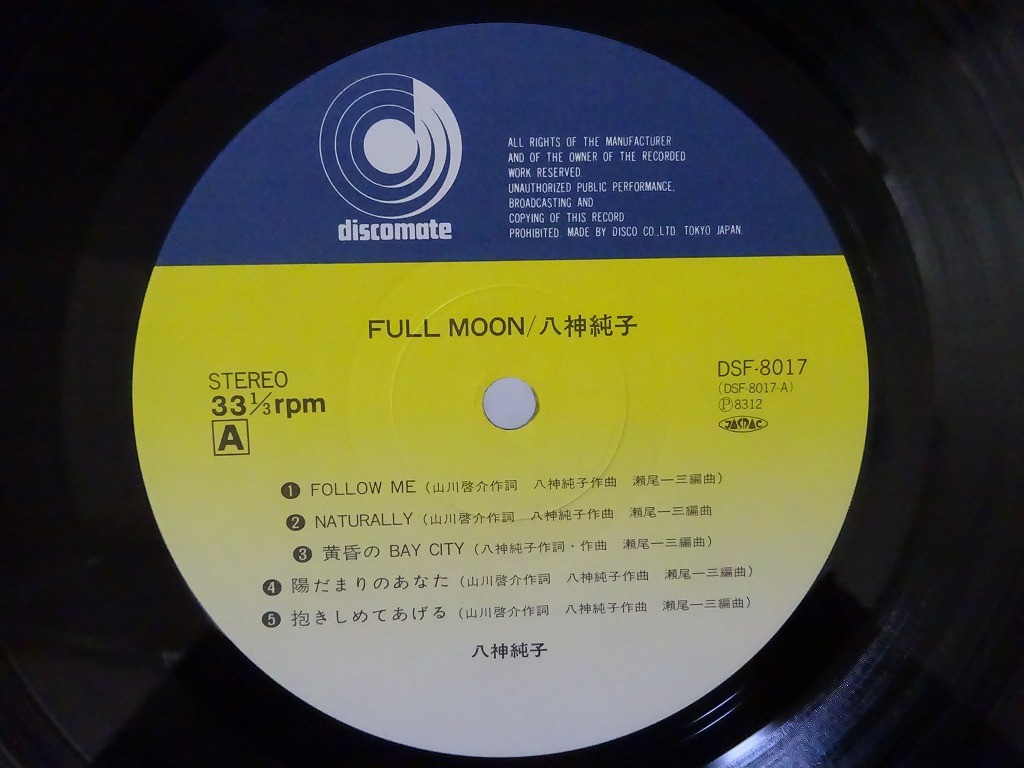 discomate
ALL RIGHTS OF THE MANUFACTURER
AND OF THE OWNER OF THE RECORDED
WORK RESERVED
UNAUTHORIZED PUBLIC PERFORMANCE,
BROADCASTING AND
COPYING OF THIS RECORD
PROHIBITED. MADE BY DISCO CO.,LTD. TOKYO JAPAN
FULL MOON/八神純子
STEREO
33 1/3 rpm
A
DSF-8017
(DSF-8017-A)
Ⓟ8312
JASRAC
❶ FOLLOW ME (山川啓介作詞 八神純子作曲 瀬尾一三編曲)
❷ NATURALLY (山川啓介作詞 八神純子作曲 瀬尾一三編曲
❸ 黄昏の BAY CITY (八神純子作詞・作曲 瀬尾一三編曲)
❹ 陽だまりのあなた (山川啓介作詞 八神純子作曲 瀬尾一三編曲)
❺ 抱きしめてあげる (山川啓介作詞 八神純子作曲 瀬尾一三編曲)
八神純子